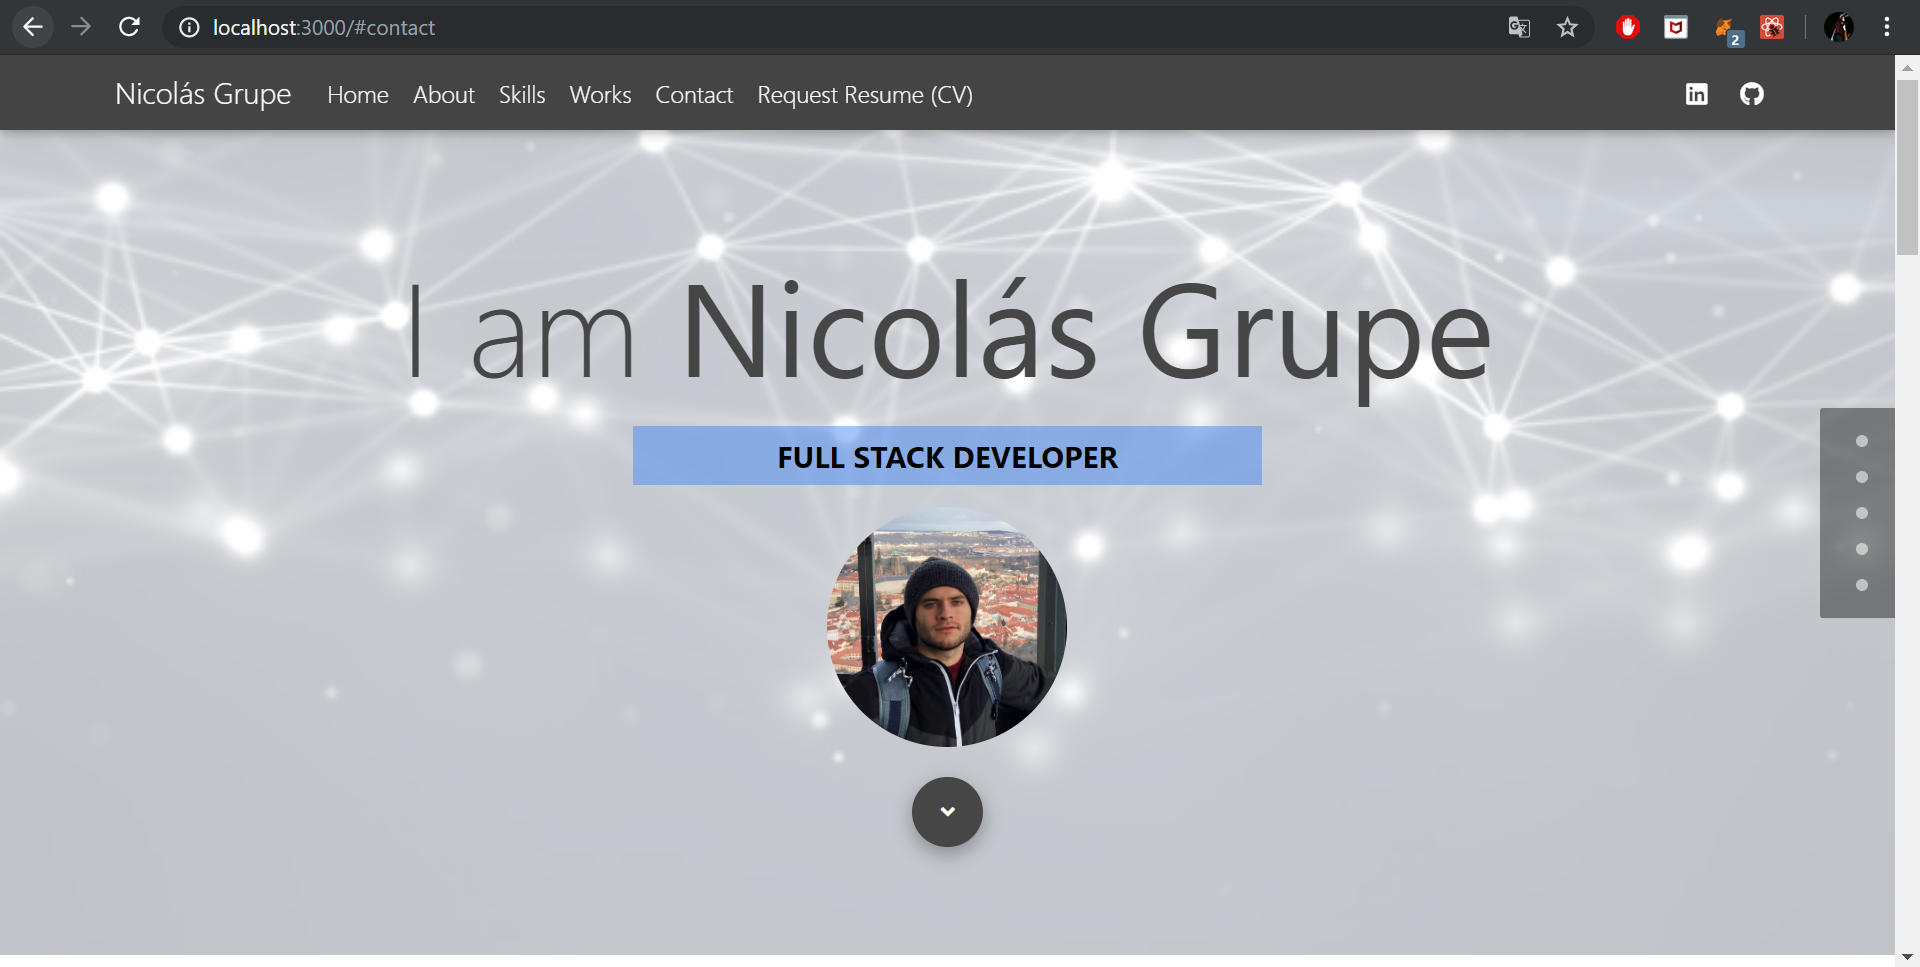 localhost:3000/#contact
2
Nicolás Grupe Home About Skills Works Contact Request Resume (CV)
I am Nicolás Grupe
FULL STACK DEVELOPER